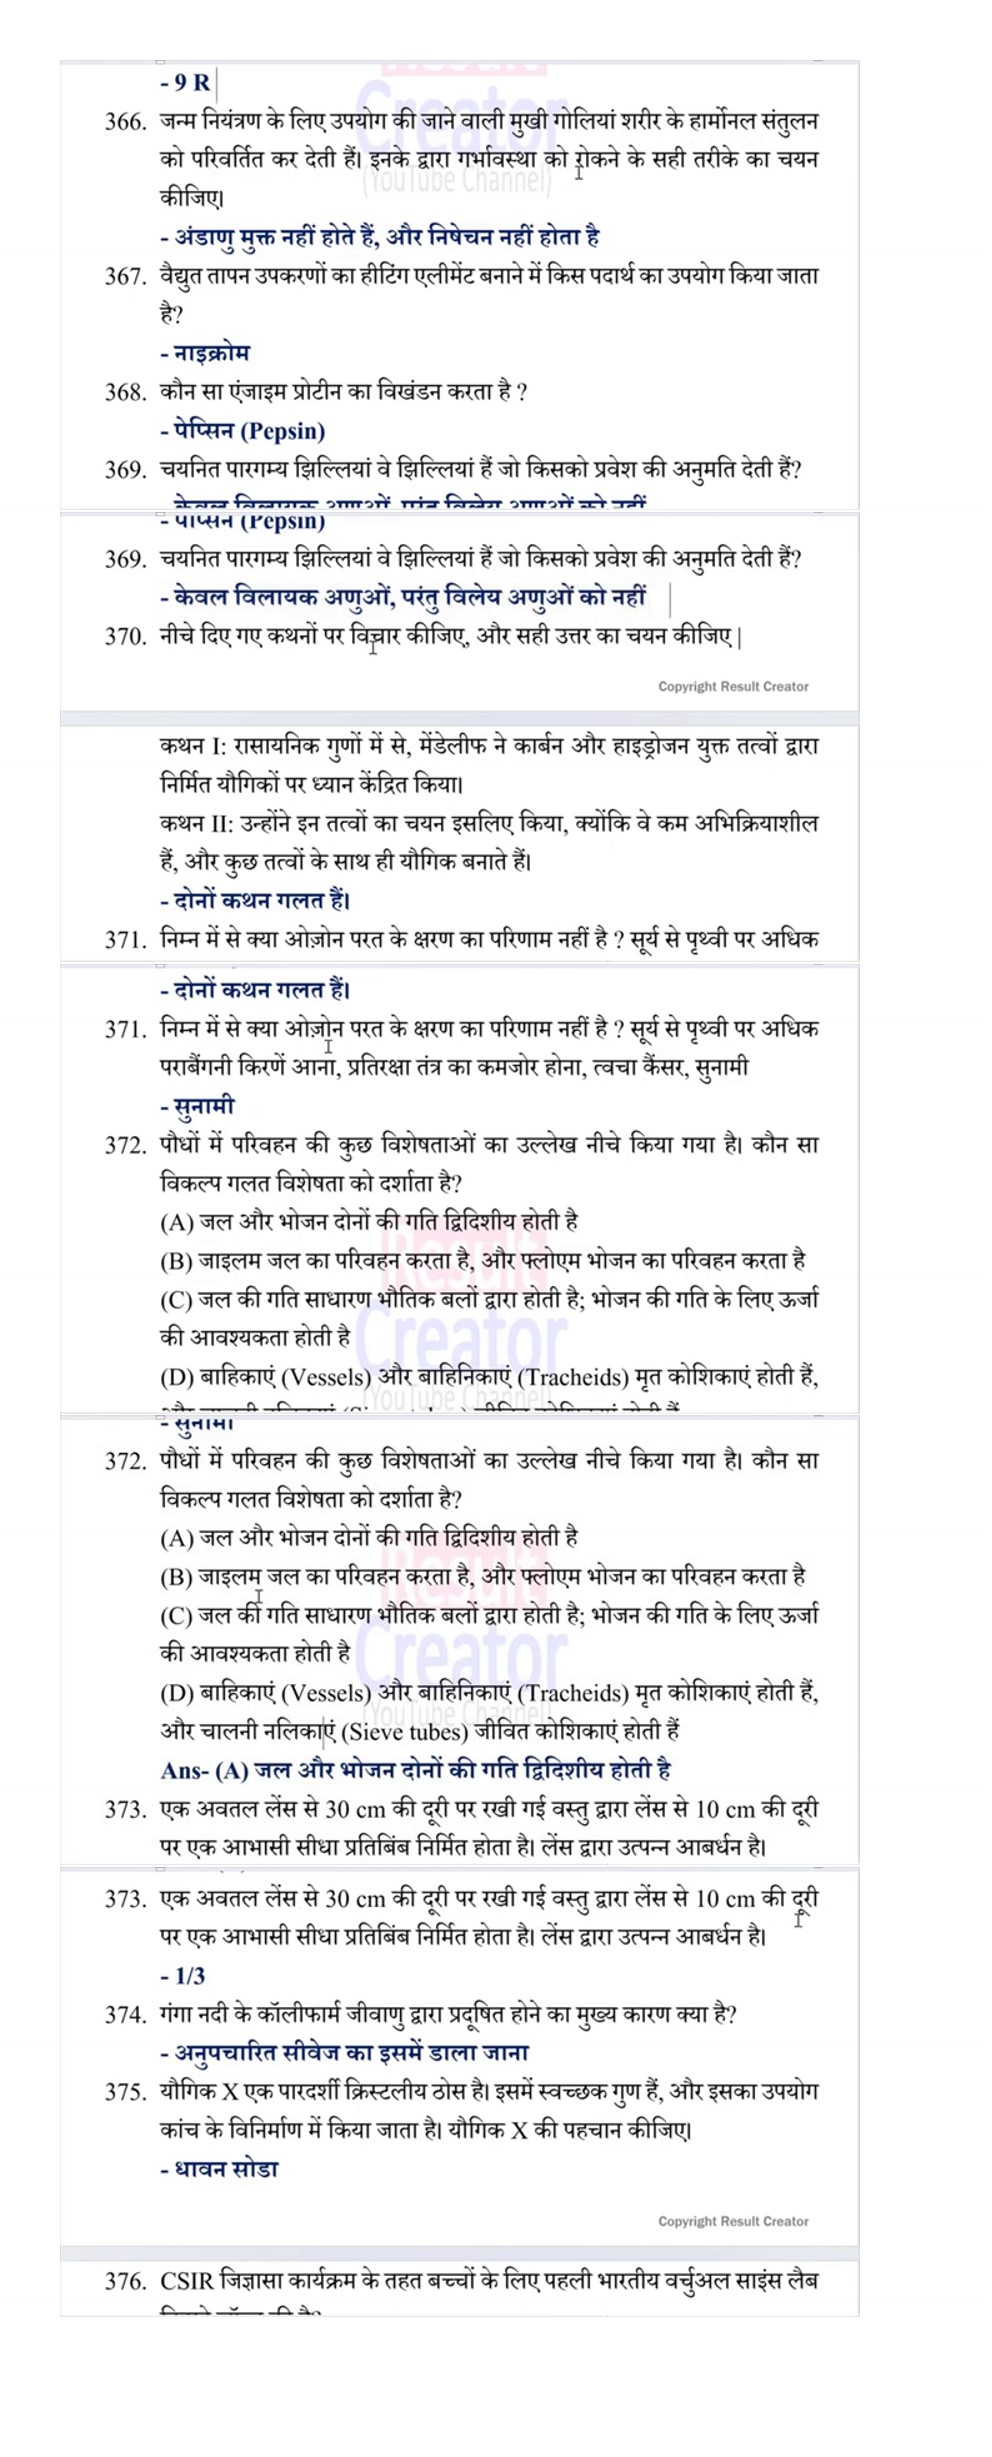 - 9 R
366. जन्म नियंत्रण के लिए उपयोग की जाने वाली मुखी गोलियां शरीर के हार्मोनल संतुलन
को परिवर्तित कर देती हैं। इनके द्वारा गर्भावस्था को रोकने के सही तरीके का चयन
कीजिए।
- अंडाणु मुक्त नहीं होते हैं, और निषेचन नहीं होता है
367. वैद्युत तापन उपकरणों का हीटिंग एलीमेंट बनाने में किस पदार्थ का उपयोग किया जाता
है?
- नाइक्रोम
368. कौन सा एंजाइम प्रोटीन का विखंडन करता है ?
- पेप्सिन (Pepsin)
369. चयनित पारगम्य झिल्लियां वे झिल्लियां हैं जो किसको प्रवेश की अनुमति देती हैं?
- केवल विलायक अणुओं, परंतु विलेय अणुओं को नहीं
- पेप्सिन (Pepsin)
369. चयनित पारगम्य झिल्लियां वे झिल्लियां हैं जो किसको प्रवेश की अनुमति देती हैं?
- केवल विलायक अणुओं, परंतु विलेय अणुओं को नहीं
370. नीचे दिए गए कथनों पर विचार कीजिए, और सही उत्तर का चयन कीजिए |
Copyright Result Creator
कथन I: रासायनिक गुणों में से, मेंडेलीफ ने कार्बन और हाइड्रोजन युक्त तत्वों द्वारा
निर्मित यौगिकों पर ध्यान केंद्रित किया।
कथन II: उन्होंने इन तत्वों का चयन इसलिए किया, क्योंकि वे कम अभिक्रियाशील
हैं, और कुछ तत्वों के साथ ही यौगिक बनाते हैं।
- दोनों कथन गलत हैं।
371. निम्न में से क्या ओज़ोन परत के क्षरण का परिणाम नहीं है ? सूर्य से पृथ्वी पर अधिक
- दोनों कथन गलत हैं।
371. निम्न में से क्या ओज़ोन परत के क्षरण का परिणाम नहीं है ? सूर्य से पृथ्वी पर अधिक
पराबैंगनी किरणें आना, प्रतिरक्षा तंत्र का कमजोर होना, त्वचा कैंसर, सुनामी
- सुनामी
372. पौधों में परिवहन की कुछ विशेषताओं का उल्लेख नीचे किया गया है। कौन सा
विकल्प गलत विशेषता को दर्शाता है?
(A) जल और भोजन दोनों की गति द्विदिशीय होती है
(B) जाइलम जल का परिवहन करता है, और फ्लोएम भोजन का परिवहन करता है
(C) जल की गति साधारण भौतिक बलों द्वारा होती है; भोजन की गति के लिए ऊर्जा
की आवश्यकता होती है
(D) बाहिकाएं (Vessels) और बाहिनिकाएं (Tracheids) मृत कोशिकाएं होती हैं,
- सुनामी
372. पौधों में परिवहन की कुछ विशेषताओं का उल्लेख नीचे किया गया है। कौन सा
विकल्प गलत विशेषता को दर्शाता है?
(A) जल और भोजन दोनों की गति द्विदिशीय होती है
(B) जाइलम जल का परिवहन करता है, और फ्लोएम भोजन का परिवहन करता है
(C) जल की गति साधारण भौतिक बलों द्वारा होती है; भोजन की गति के लिए ऊर्जा
की आवश्यकता होती है
(D) बाहिकाएं (Vessels) और बाहिनिकाएं (Tracheids) मृत कोशिकाएं होती हैं,
और चालनी नलिकाएं (Sieve tubes) जीवित कोशिकाएं होती हैं
Ans- (A) जल और भोजन दोनों की गति द्विदिशीय होती है
373. एक अवतल लेंस से 30 cm की दूरी पर रखी गई वस्तु द्वारा लेंस से 10 cm की दूरी
पर एक आभासी सीधा प्रतिबिंब निर्मित होता है। लेंस द्वारा उत्पन्न आबर्धन है।
373. एक अवतल लेंस से 30 cm की दूरी पर रखी गई वस्तु द्वारा लेंस से 10 cm की दूरी
पर एक आभासी सीधा प्रतिबिंब निर्मित होता है। लेंस द्वारा उत्पन्न आबर्धन है।
- 1/3
374. गंगा नदी के कॉलीफार्म जीवाणु द्वारा प्रदूषित होने का मुख्य कारण क्या है?
- अनुपचारित सीवेज का इसमें डाला जाना
375. यौगिक X एक पारदर्शी क्रिस्टलीय ठोस है। इसमें स्वच्छक गुण हैं, और इसका उपयोग
कांच के विनिर्माण में किया जाता है। यौगिक X की पहचान कीजिए।
- धावन सोडा
Copyright Result Creator
376. CSIR जिज्ञासा कार्यक्रम के तहत बच्चों के लिए पहली भारतीय वर्चुअल साइंस लैब